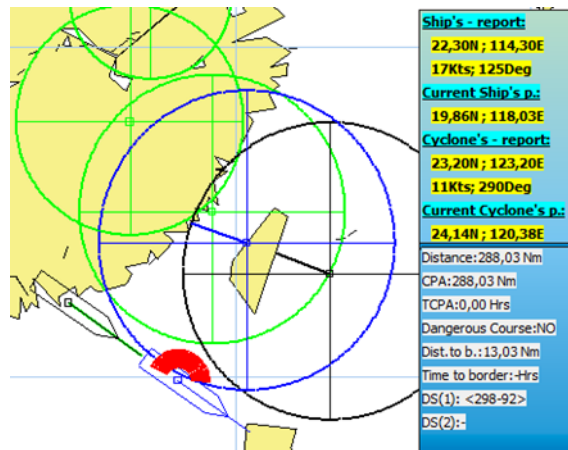 Ship's - report:
22,30N ; 114,30E
17Kts; 125Deg
Current Ship's p.:
19,86N ; 118,03E
Cyclone's - report:
23,20N ; 123,20E
11Kts; 290Deg
Current Cyclone's p.:
24,14N ; 120,38E
Distance:288,03 Nm
CPA:288,03 Nm
TCPA:0,00 Hrs
Dangerous Course:NO
Dist.to b.:13,03 Nm
Time to border:-Hrs
DS(1): <298-92>
DS(2):-